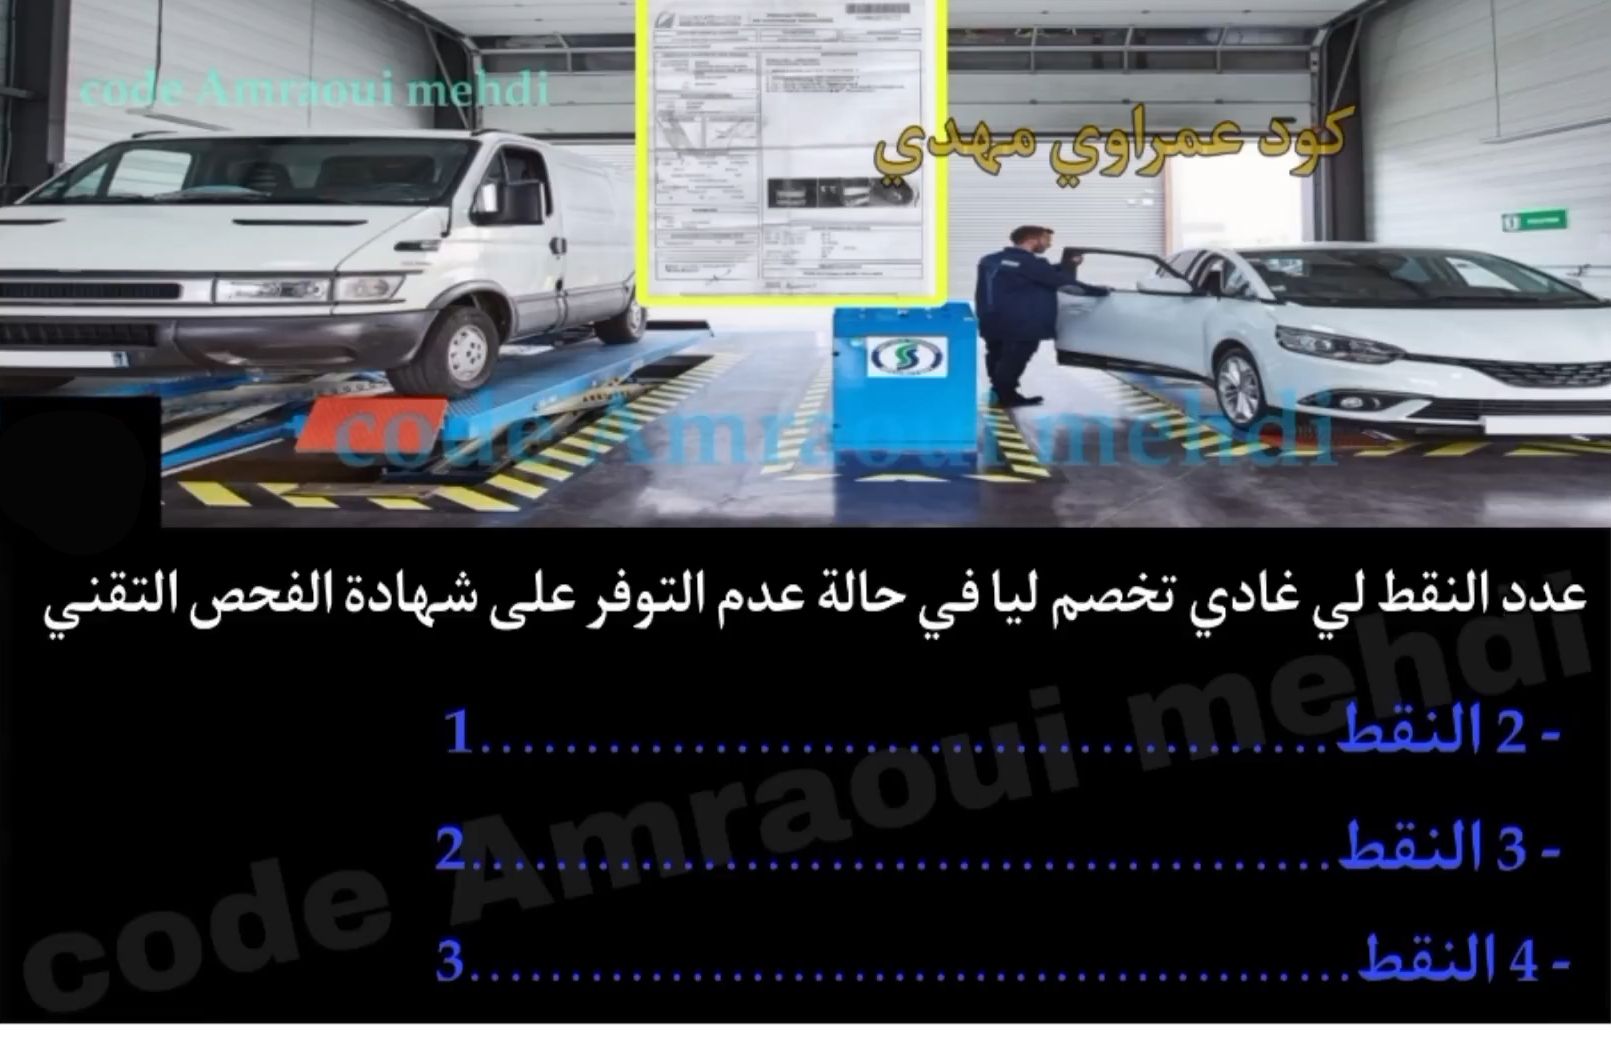 code Amraoui mehdi
كود عمراوي مهدي
code Amraoui mehdi
عدد النقط لي غادي تخصم ليا في حالة عدم التوفر على شهادة الفحص التقني
- 2 النقط........................................1
- 3 النقط........................................2
- 4 النقط........................................3
code Amraoui mehdi